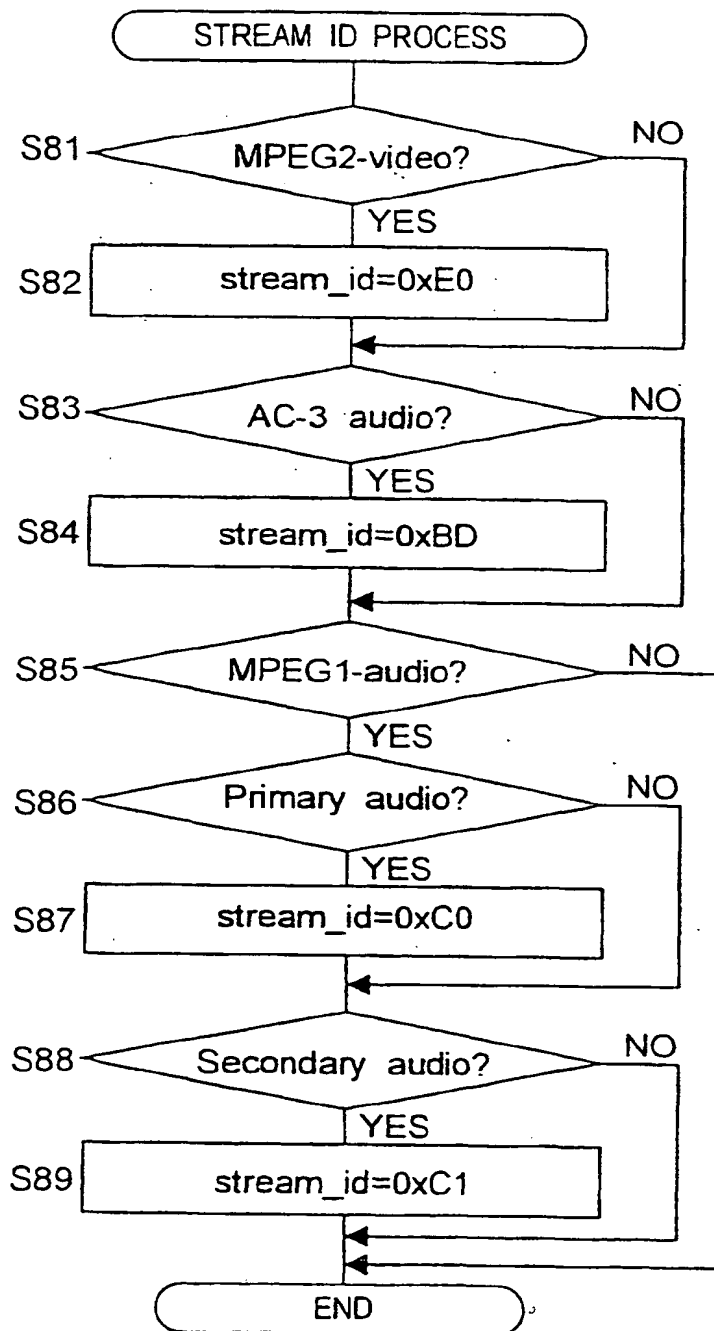 STREAM ID PROCESS
S81
MPEG2-video?
NO
YES
S82
stream_id=0xE0
S83
AC-3 audio?
NO
YES
S84
stream_id=0xBD
S85
MPEG1-audio?
NO
YES
S86
Primary audio?
NO
YES
S87
stream_id=0xC0
S88
Secondary audio?
NO
YES
S89
stream_id=0xC1
END